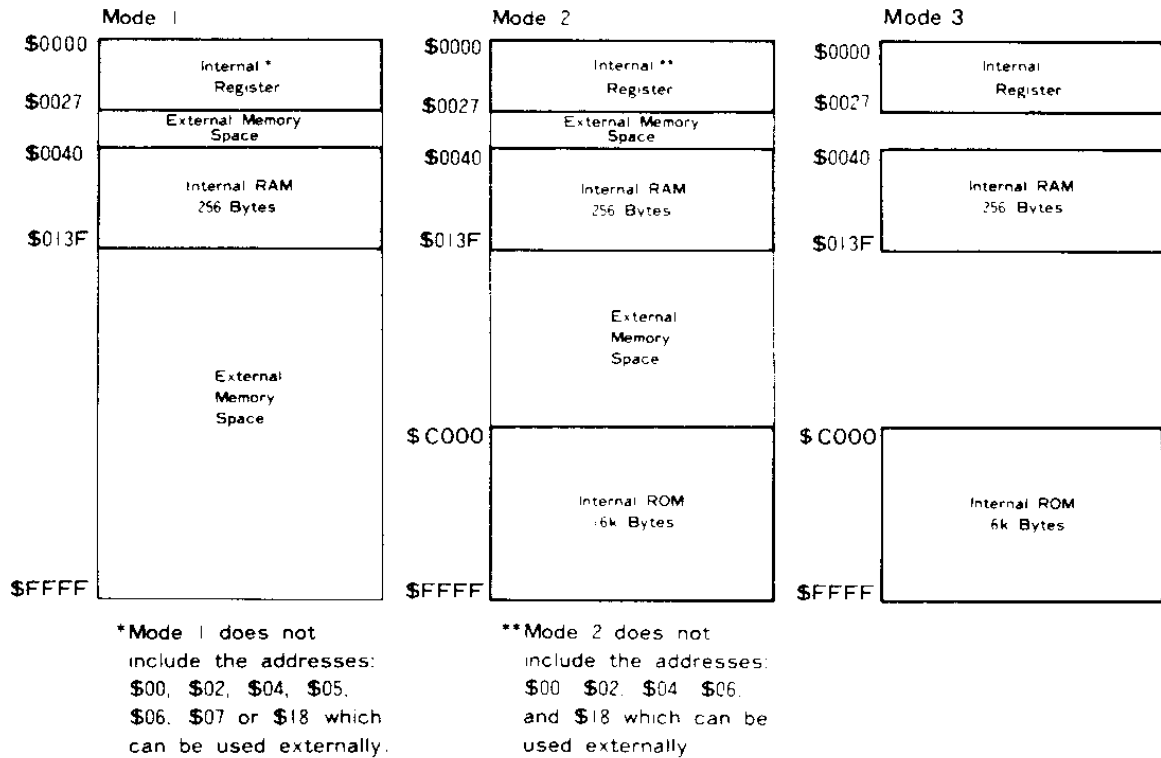 Mode 1
$0000
Internal *
Register
$0027
External Memory
Space
$0040
Internal RAM
256 Bytes
$013F
External
Memory
Space
$FFFF
*Mode 1 does not
include the addresses:
$00, $02, $04, $05,
$06, $07 or $18 which
can be used externally.
Mode 2
$0000
Internal **
Register
$0027
External Memory
Space
$0040
Internal RAM
256 Bytes
$013F
External
Memory
Space
$C000
Internal ROM
16k Bytes
$FFFF
**Mode 2 does not
include the addresses:
$00 $02. $04 $06.
and $18 which can be
used externally
Mode 3
$0000
Internal
Register
$0027
$0040
Internal RAM
256 Bytes
$013F
$C000
Internal ROM
6k Bytes
$FFFF